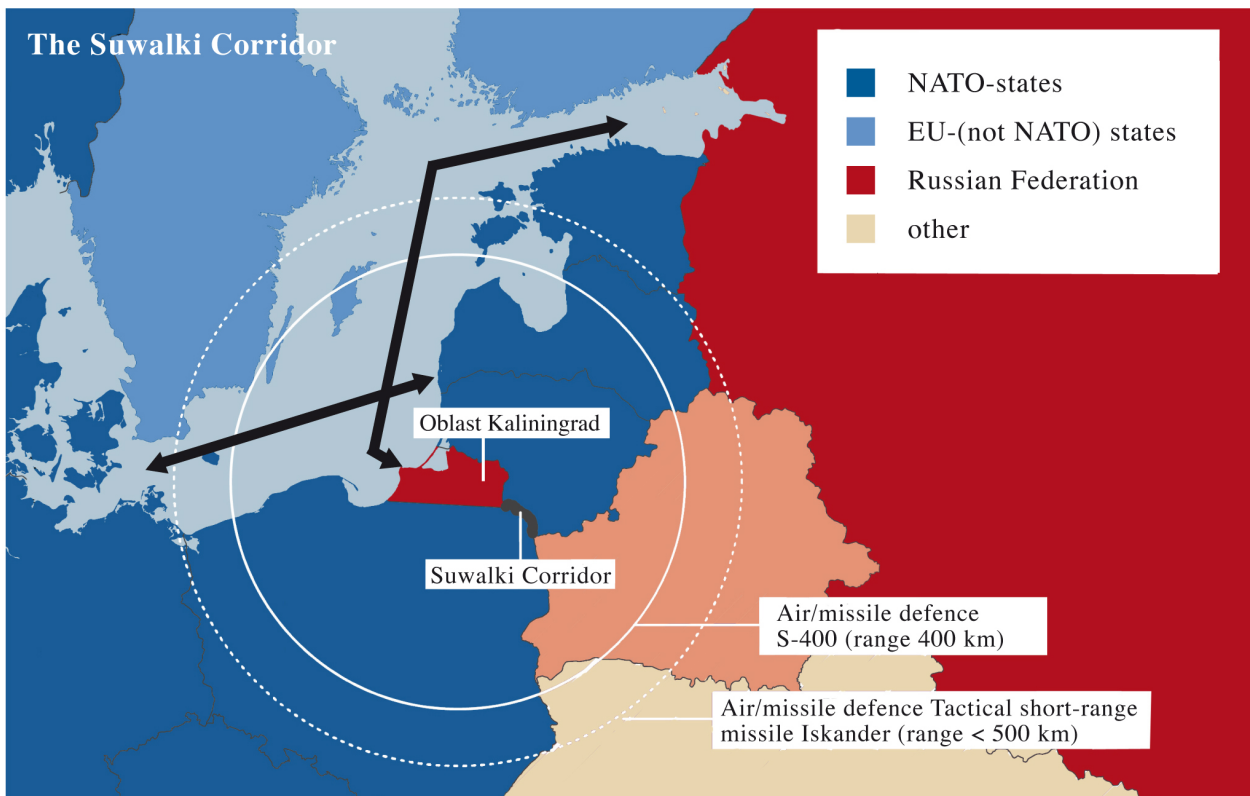 The Suwalki Corridor
NATO-states
EU-(not NATO) states
Russian Federation
other
Oblast Kaliningrad
Suwalki Corridor
Air/missile defence
S-400 (range 400 km)
Air/missile defence Tactical short-range
missile Iskander (range < 500 km)